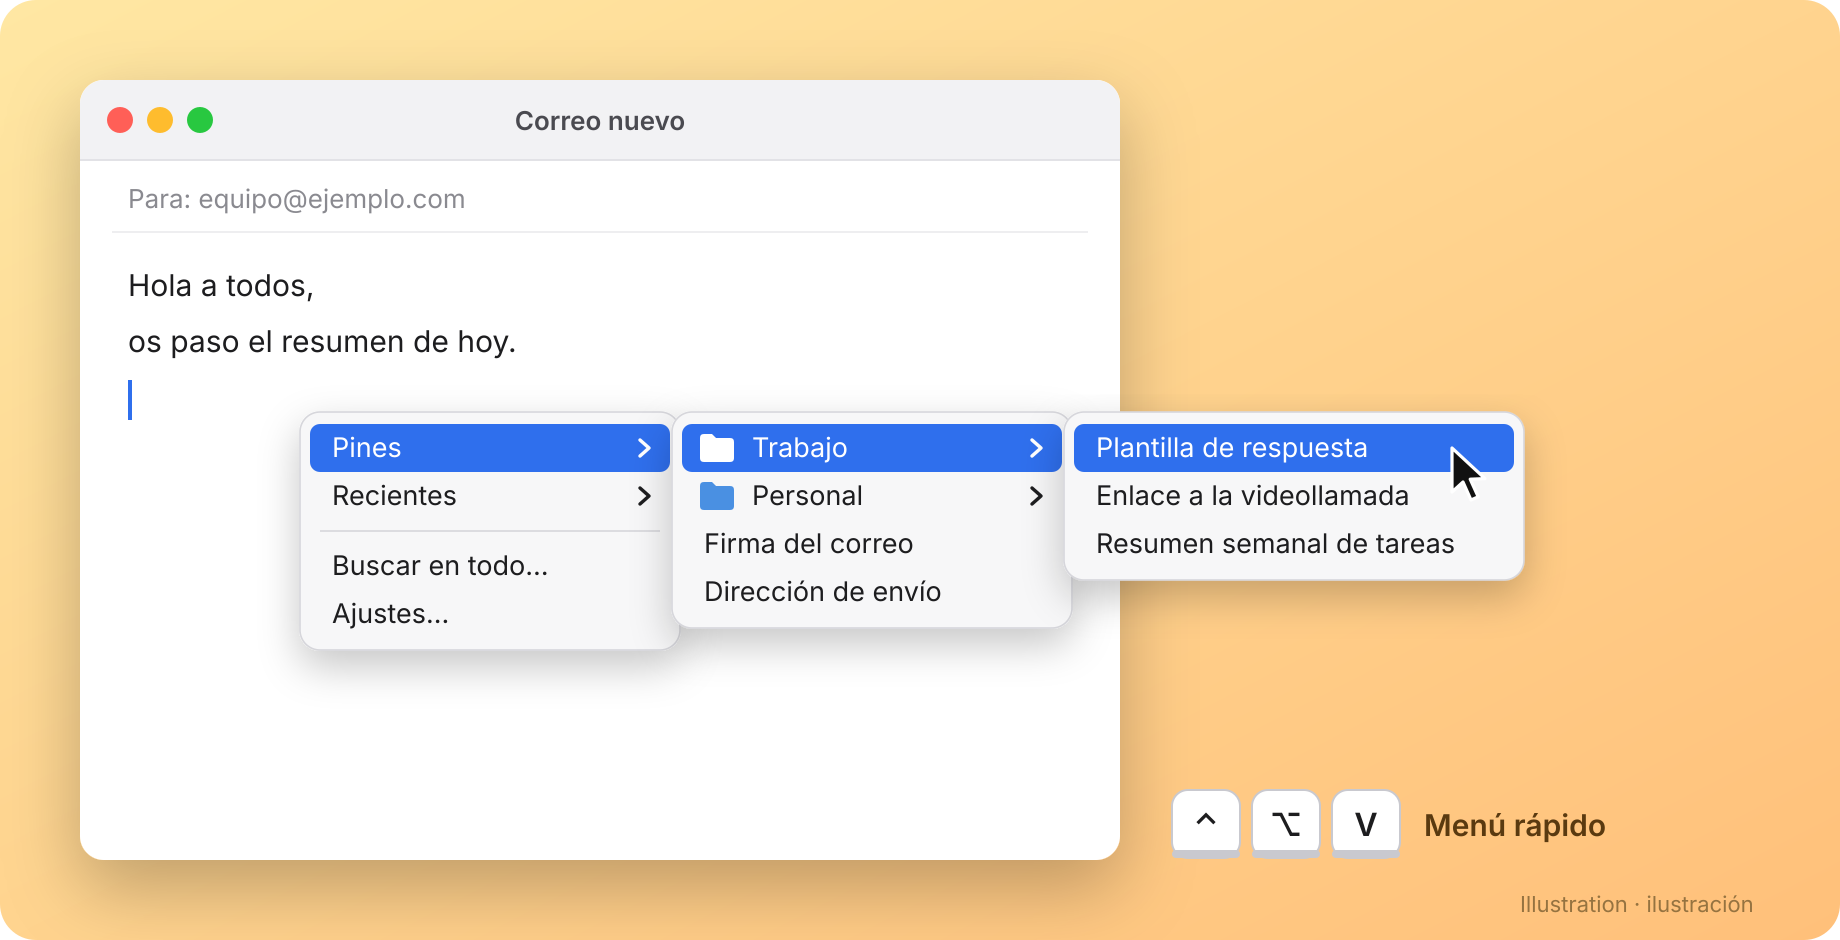 Correo nuevo
Para: equipo@ejemplo.com
Hola a todos,
os paso el resumen de hoy.
Pines
Recientes
Buscar en todo...
Ajustes...
Trabajo
Personal
Firma del correo
Dirección de envío
Plantilla de respuesta
Enlace a la videollamada
Resumen semanal de tareas
^ ⌥ V Menú rápido
Illustration · ilustración